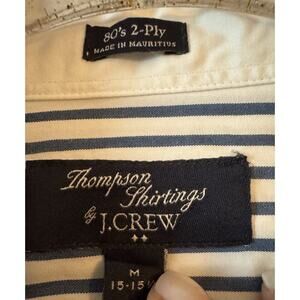 80's 2-Ply
Made in Mauritius
Thompson
Shirtings
by J.CREW
M
15-15